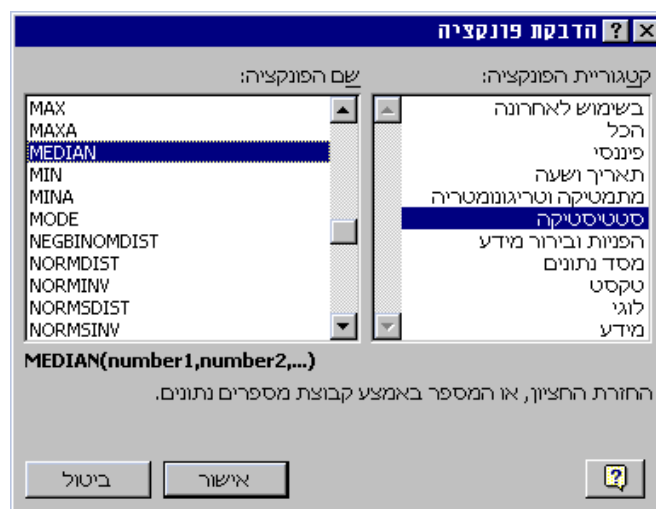 הדבקת פונקציה
קטגוריית הפונקציה:
בשימוש לאחרונה
הכל
פיננסי
תאריך ושעה
מתמטיקה וטריגונומטריה
סטטיסטיקה
הפניות ובירור מידע
מסד נתונים
טקסט
לוגי
מידע
שם הפונקציה:
MAX
MAXA
MEDIAN
MIN
MINA
MODE
NEGBINOMDIST
NORMDIST
NORMINV
NORMSDIST
NORMSINV
MEDIAN(number1,number2,...)
החזרת החציון, או המספר באמצע קבוצת מספרים נתונים.
אישור
ביטול